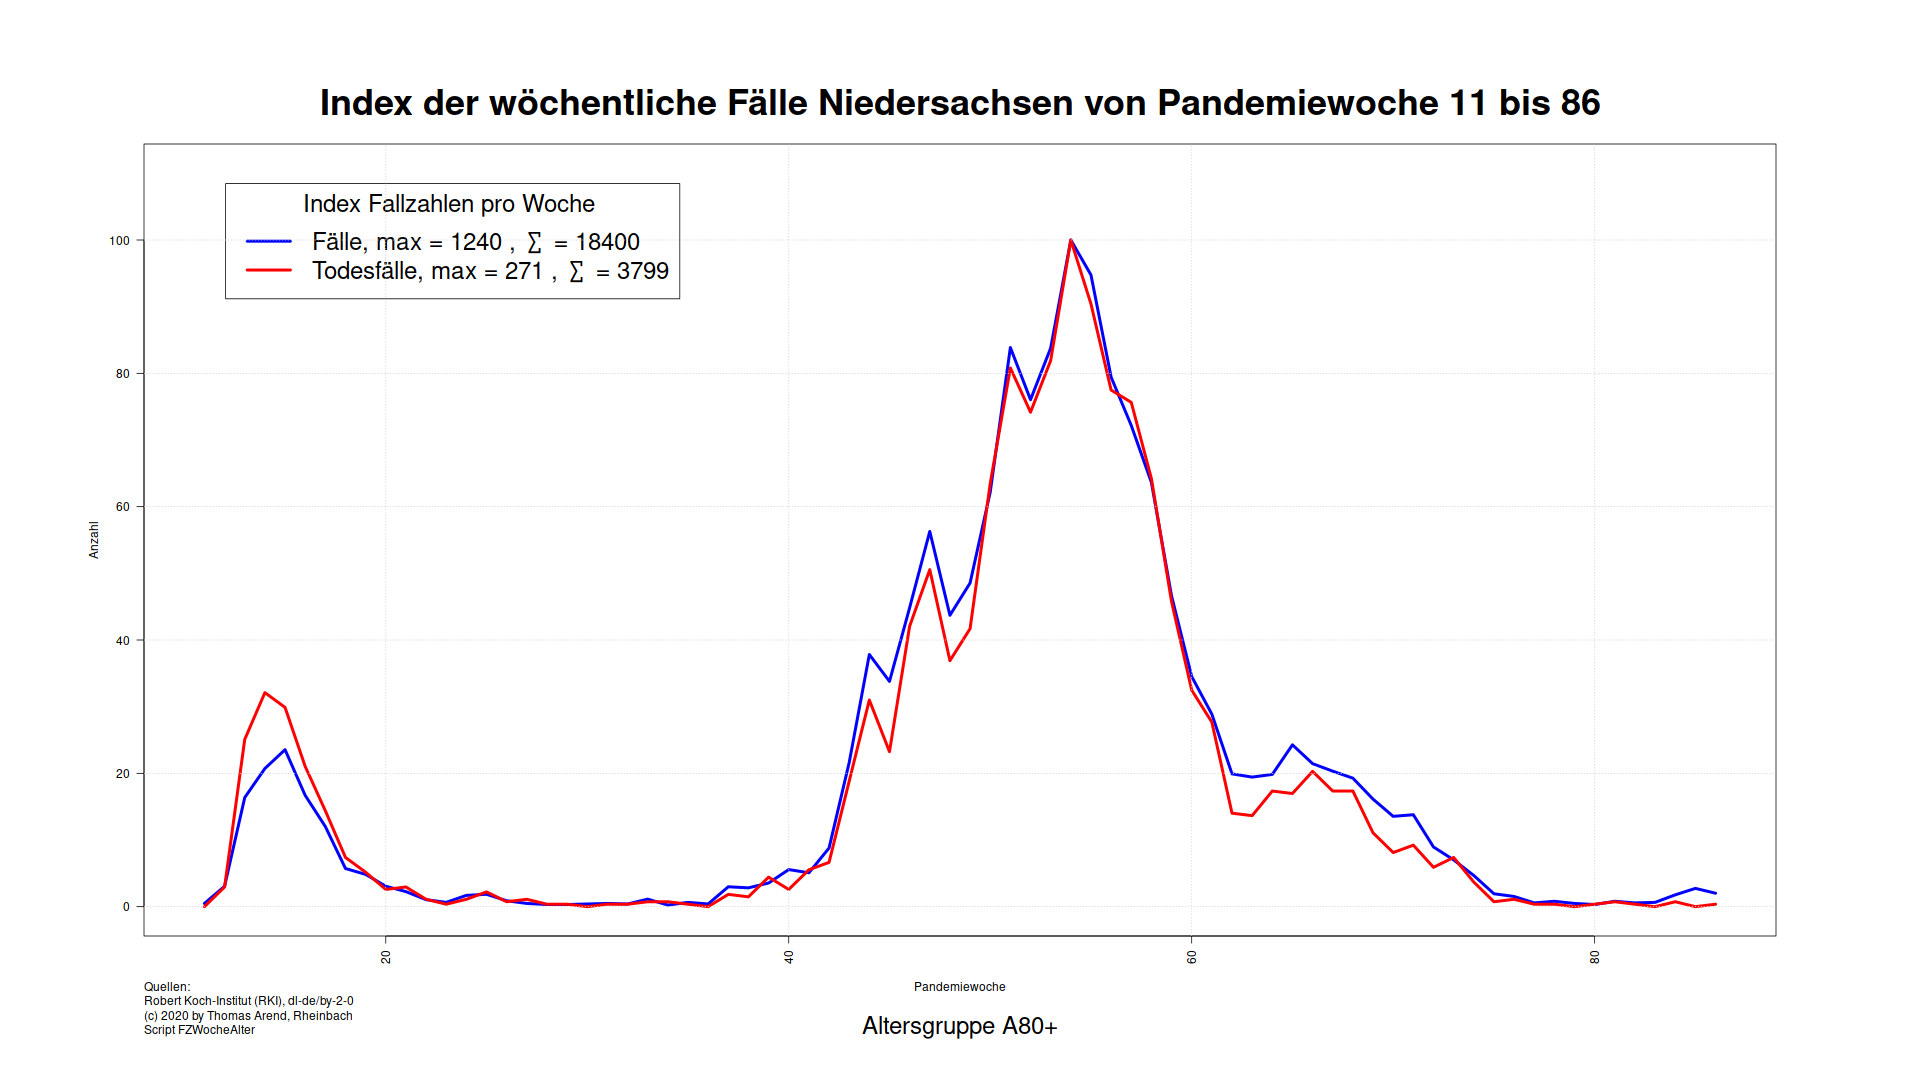 Index der wöchentliche Fälle Niedersachsen von Pandemiewoche 11 bis 86
Index Fallzahlen pro Woche
Fälle, max = 1240 , ∑ = 18400
Todesfälle, max = 271 , ∑ = 3799
100
80
60
40
20
0
Anzahl
20
40
60
80
Pandemiewoche
Quellen:
Robert Koch-Institut (RKI), dl-de/by-2-0
(c) 2020 by Thomas Arend, Rheinbach
Script FZWocheAlter
Altersgruppe A80+